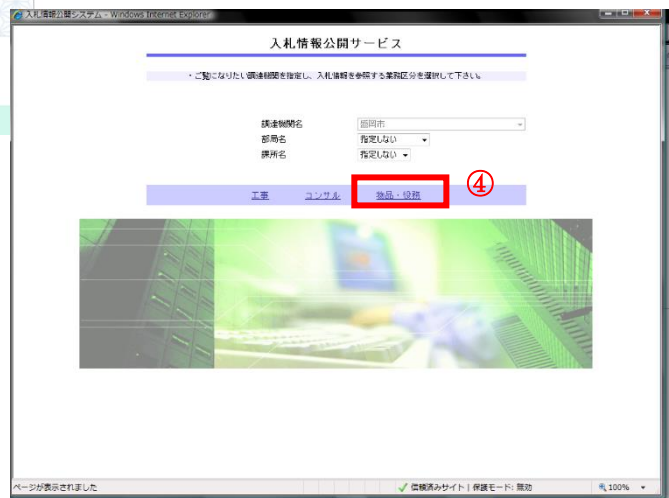 入札情報公開システム - Windows Internet Explorer
入札情報公開サービス
・ご覧になりたい調達機関を指定し、入札情報を参照する業務区分を選択して下さい。
調達機関名 盛岡市
部局名 指定しない
課所名 指定しない
工事 コンサル 物品・役務 ④
ページが表示されました 信頼済みサイト | 保護モード: 無効 100%